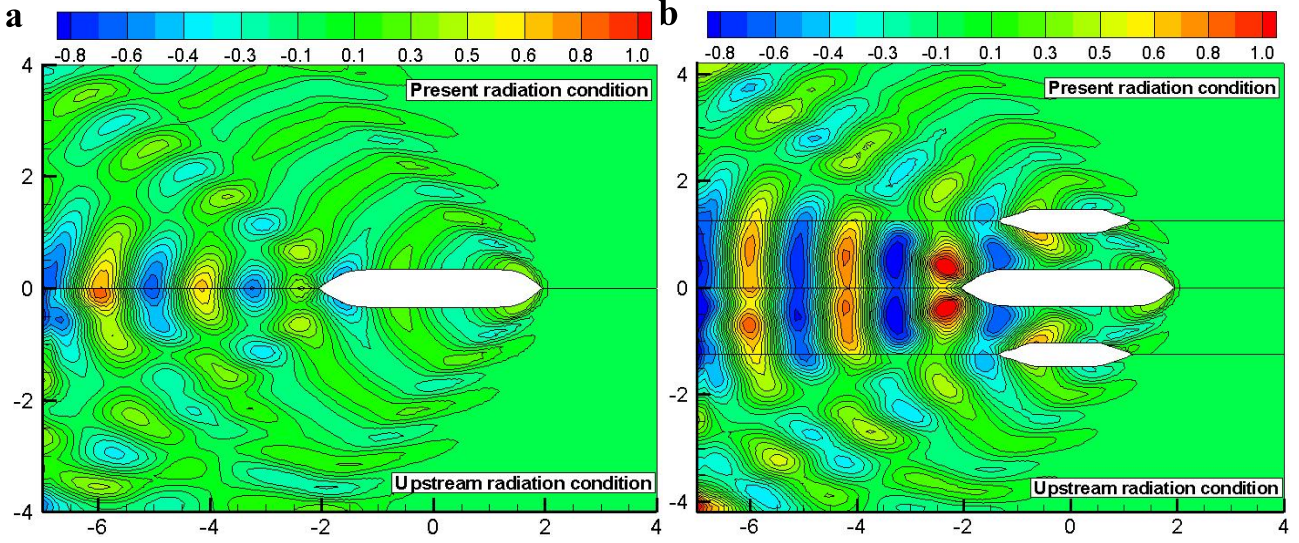 a
-0.8 -0.6 -0.4 -0.3 -0.1 0.1 0.3 0.5 0.6 0.8 1.0
4
2
0
-2
-4
Present radiation condition
Upstream radiation condition
-6 -4 -2 0 2 4
b
-0.8 -0.6 -0.4 -0.3 -0.1 0.1 0.3 0.5 0.6 0.8 1.0
4
2
0
-2
-4
Present radiation condition
Upstream radiation condition
-6 -4 -2 0 2 4